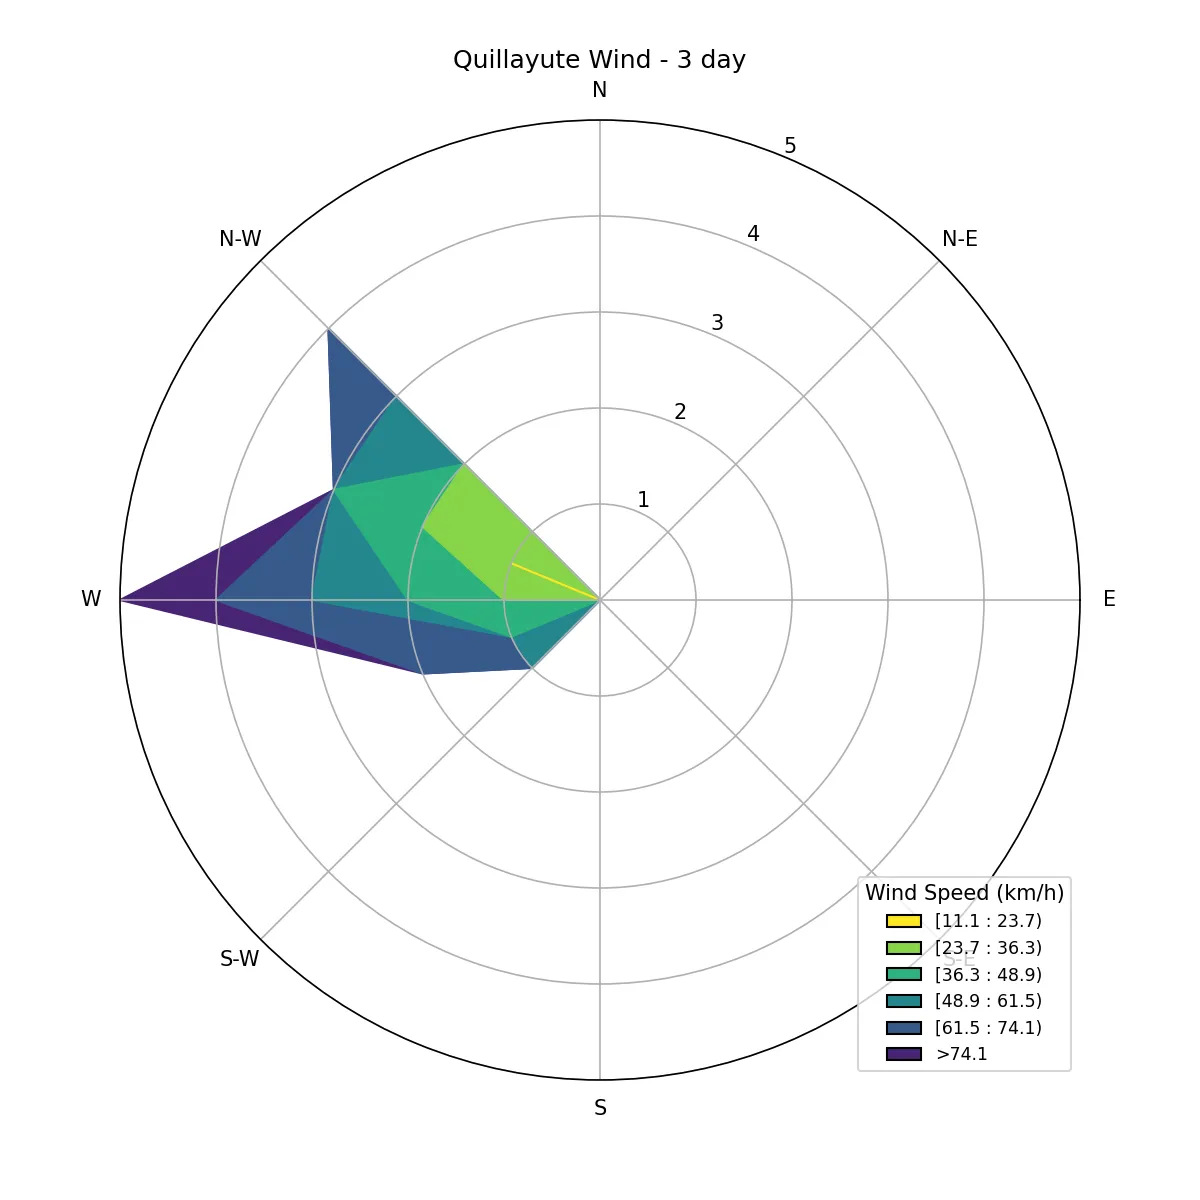 Quillayute Wind - 3 day
N
5
N-W
4
N-E
3
2
1
W
E
S-W
S-E
S
Wind Speed (km/h)
[11.1 : 23.7)
[23.7 : 36.3)
[36.3 : 48.9)
[48.9 : 61.5)
[61.5 : 74.1)
>74.1